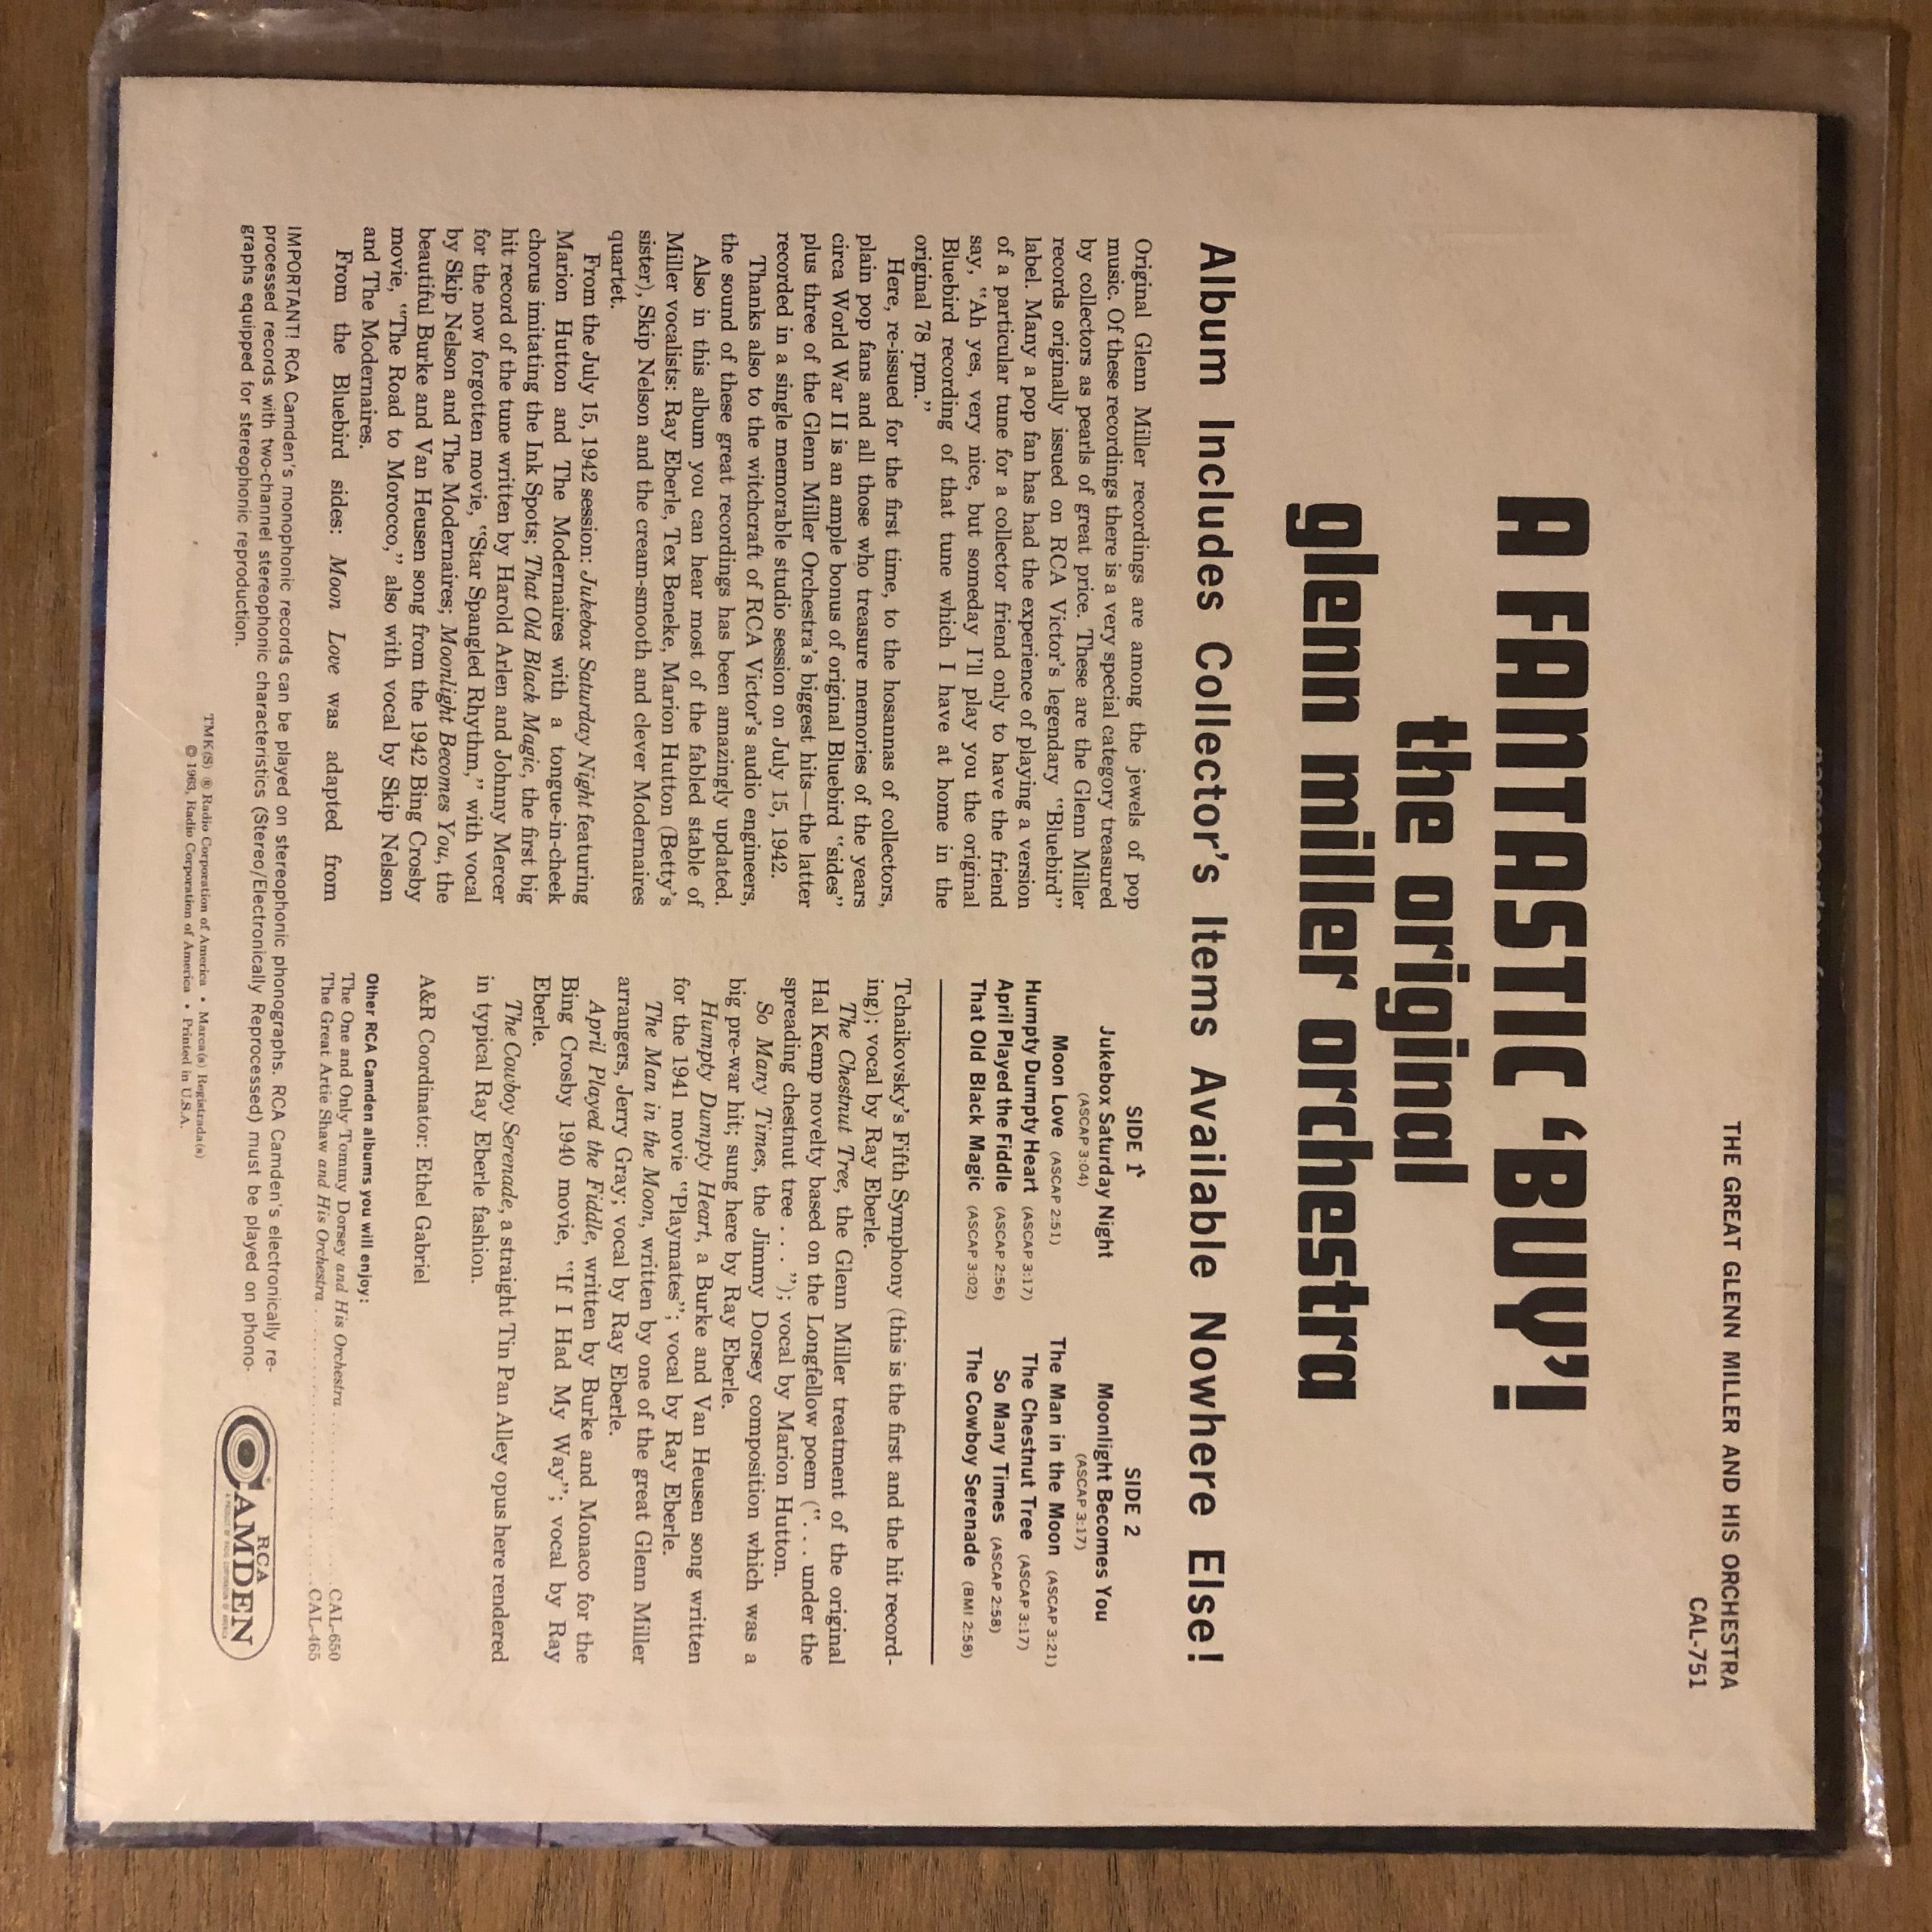 THE GREAT GLENN MILLER AND HIS ORCHESTRA
CAL-751
A FANTASTIC ‘BUY’!
the original
glenn miller orchestra
Album Includes Collector’s Items Available Nowhere Else!
Original Glenn Miller recordings are among the jewels of pop
music. Of these recordings there is a very special category treasured
by collectors as pearls of great price. These are the Glenn Miller
records originally issued on RCA Victor’s legendary “Bluebird”
label. Many a pop fan has had the experience of playing a version
of a particular tune for a collector friend only to have the friend
say, “Ah yes, very nice, but someday I’ll play you the original
Bluebird recording of that tune which I have at home in the
original 78 rpm.”
Here, re-issued for the first time, to the hosannas of collectors,
plain pop fans and all those who treasure memories of the years
circa World War II is an ample bonus of original Bluebird “sides”
plus three of the Glenn Miller Orchestra’s biggest hits—the latter
recorded in a single memorable studio session on July 15, 1942.
Thanks also to the witchcraft of RCA Victor’s audio engineers,
the sound of these great recordings has been amazingly updated.
Also in this album you can hear most of the fabled stable of
Miller vocalists: Ray Eberle, Tex Beneke, Marion Hutton (Betty’s
sister), Skip Nelson and the cream-smooth and clever Modernaires
quartet.
From the July 15, 1942 session: Jukebox Saturday Night featuring
Marion Hutton and The Modernaires with a tongue-in-cheek
chorus imitating the Ink Spots; That Old Black Magic, the first big
hit record of the tune written by Harold Arlen and Johnny Mercer
for the now forgotten movie, “Star Spangled Rhythm,” with vocal
by Skip Nelson and The Modernaires; Moonlight Becomes You, the
beautiful Burke and Van Heusen song from the 1942 Bing Crosby
movie, “The Road to Morocco,” also with vocal by Skip Nelson
and The Modernaires.
From the Bluebird sides: Moon Love was adapted from
SIDE 1
Jukebox Saturday Night
(ASCAP 3:04)
Moon Love (ASCAP 2:51)
Humpty Dumpty Heart (ASCAP 3:17)
April Played the Fiddle (ASCAP 2:56)
That Old Black Magic (ASCAP 3:02)
SIDE 2
Moonlight Becomes You
(ASCAP 3:17)
The Man in the Moon (ASCAP 3:21)
The Chestnut Tree (ASCAP 3:17)
So Many Times (ASCAP 2:58)
The Cowboy Serenade (BMI 2:58)
Tchaikovsky’s Fifth Symphony (this is the first and the hit record-
ing); vocal by Ray Eberle.
The Chestnut Tree, the Glenn Miller treatment of the original
Hal Kemp novelty based on the Longfellow poem (“. . . under the
spreading chestnut tree . . . ”); vocal by Marion Hutton.
So Many Times, the Jimmy Dorsey composition which was a
big pre-war hit; sung here by Ray Eberle.
Humpty Dumpty Heart, a Burke and Van Heusen song written
for the 1941 movie “Playmates”; vocal by Ray Eberle.
The Man in the Moon, written by one of the great Glenn Miller
arrangers, Jerry Gray; vocal by Ray Eberle.
April Played the Fiddle, written by Burke and Monaco for the
Bing Crosby 1940 movie, “If I Had My Way”; vocal by Ray
Eberle.
The Cowboy Serenade, a straight Tin Pan Alley opus here rendered
in typical Ray Eberle fashion.
A&R Coordinator: Ethel Gabriel
Other RCA Camden albums you will enjoy:
The One and Only Tommy Dorsey and His Orchestra . . . . . . . . . . CAL-650
The Great Artie Shaw and His Orchestra . . . . . . . . . . . . . . . . CAL-465
IMPORTANT! RCA Camden’s monophonic records can be played on stereophonic phonographs. RCA Camden’s electronically re-
processed records with two-channel stereophonic characteristics (Stereo/Electronically Reprocessed) must be played on phono-
graphs equipped for stereophonic reproduction.
TMK(S) ® Radio Corporation of America • Marca(s) Registrada(s)
© 1963, Radio Corporation of America • Printed in U.S.A.
RCA
CAMDEN